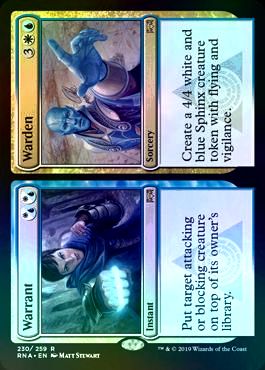 Warrant
Instant
Put target attacking
or blocking creature
on top of its owner's
library.
Warden 3
Sorcery
Create a 4/4 white and
blue Sphinx creature
token with flying and
vigilance.
230/259 R
RNA • EN Matt Stewart
™ & © 2019 Wizards of the Coast